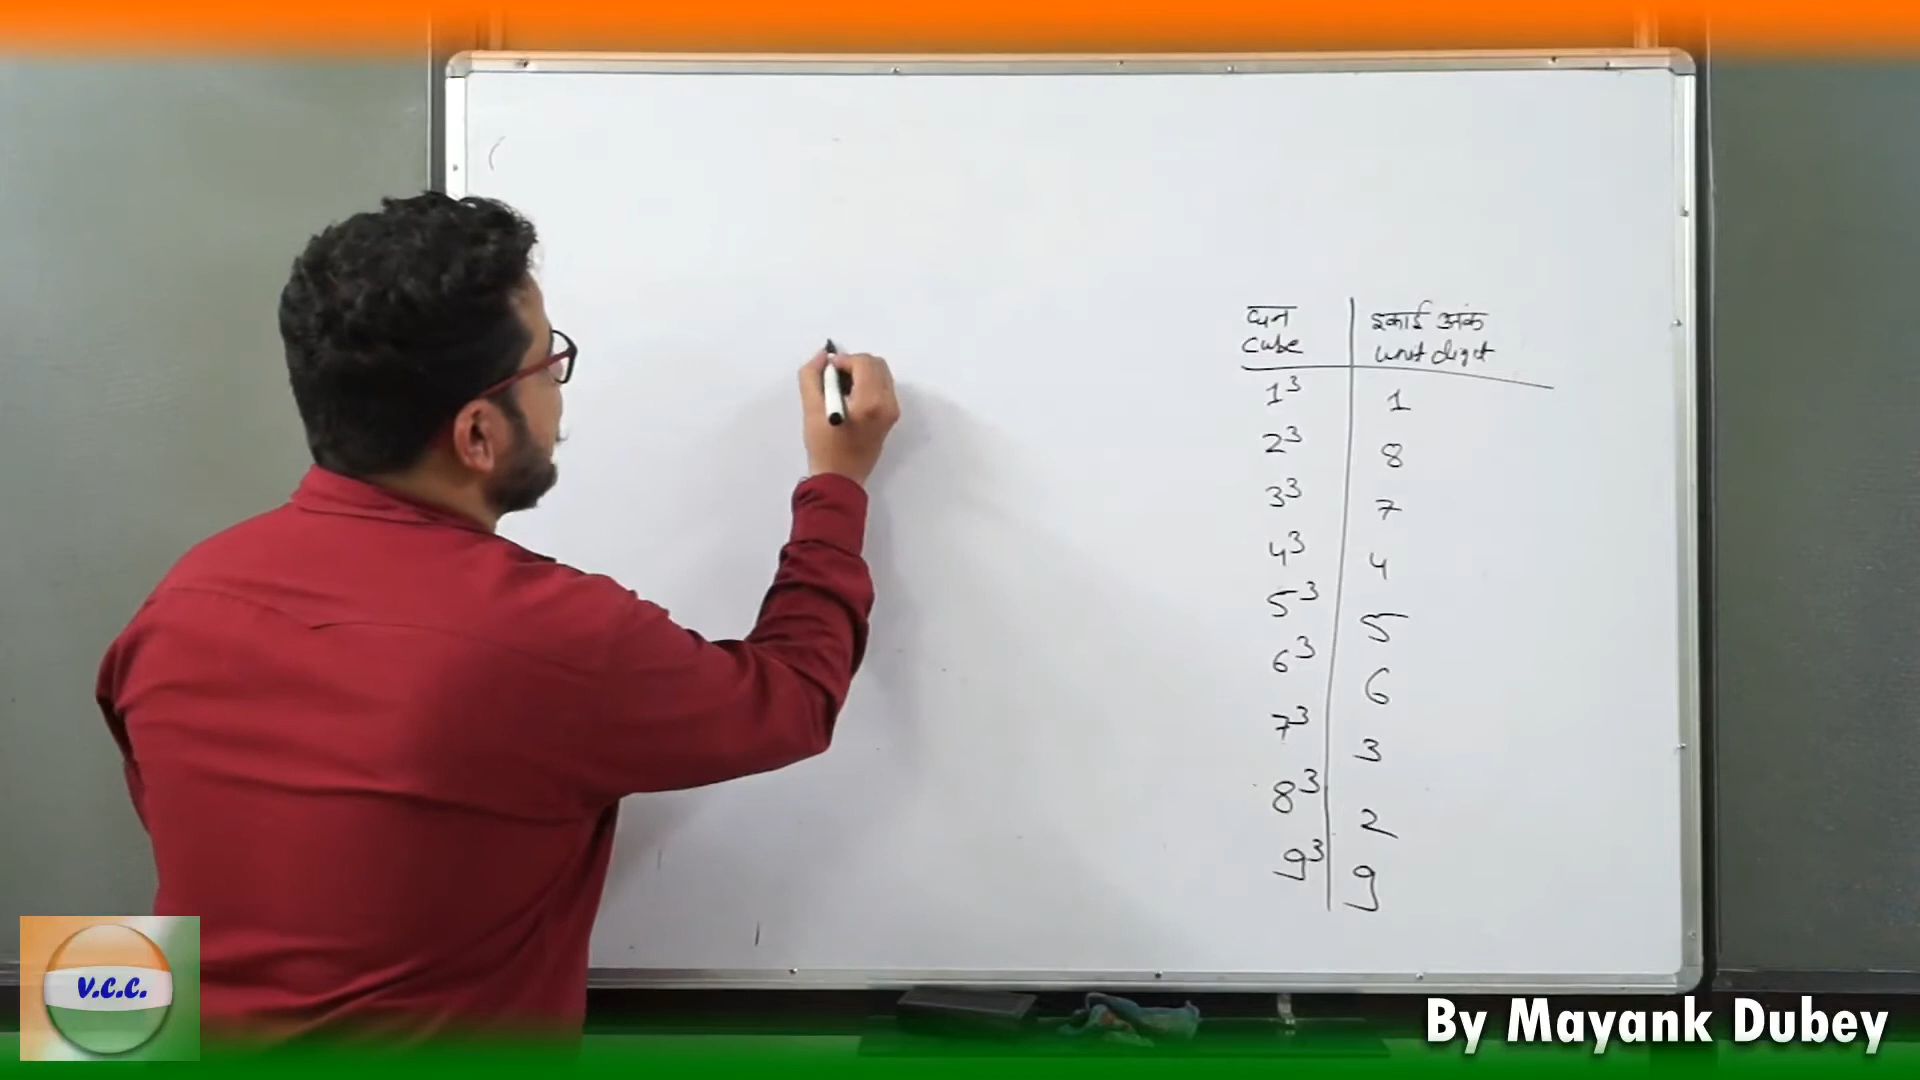 घन | इकाई अंक
Cube | unit digit
1³ | 1
2³ | 8
3³ | 7
4³ | 4
5³ | 5
6³ | 6
7³ | 3
8³ | 2
9³ | 9
V.C.C.
By Mayank Dubey